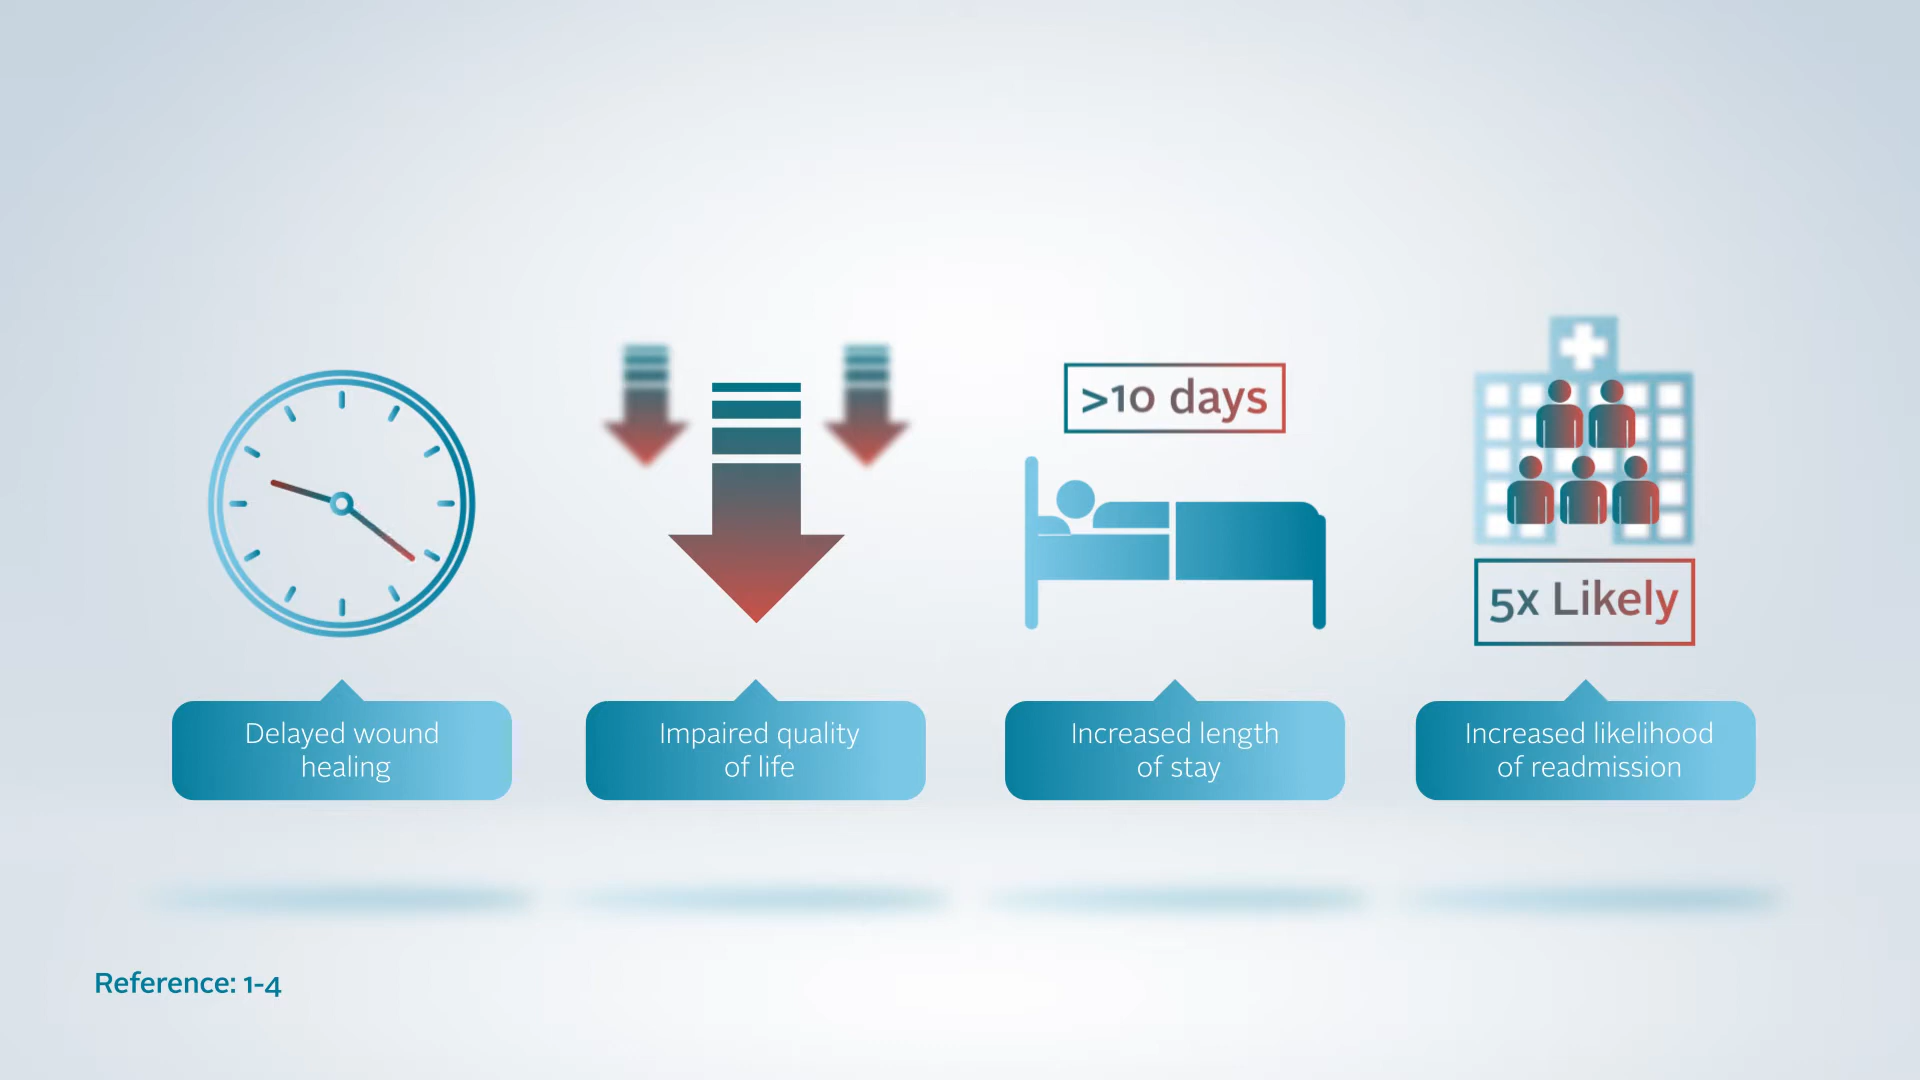 >10 days
5x Likely
Delayed wound
healing
Impaired quality
of life
Increased length
of stay
Increased likelihood
of readmission
Reference: 1-4